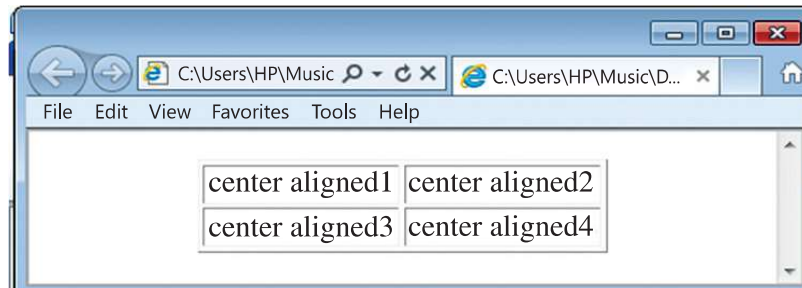 C:\Users\HP\Music C:\Users\HP\Music\D...
File Edit View Favorites Tools Help
center aligned1 center aligned2
center aligned3 center aligned4